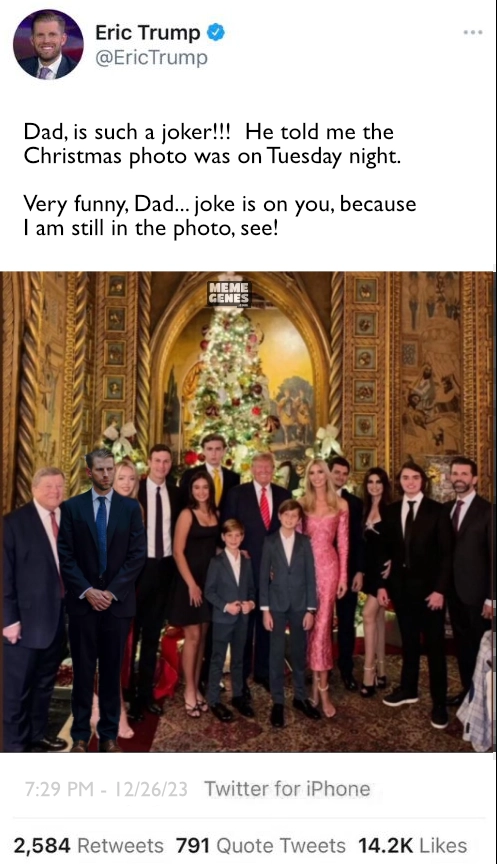 Eric Trump
@EricTrump
Dad, is such a joker!!! He told me the
Christmas photo was on Tuesday night.
Very funny, Dad... joke is on you, because
I am still in the photo, see!
MEME
GENES
7:29 PM - 12/26/23 Twitter for iPhone
2,584 Retweets 791 Quote Tweets 14.2K Likes